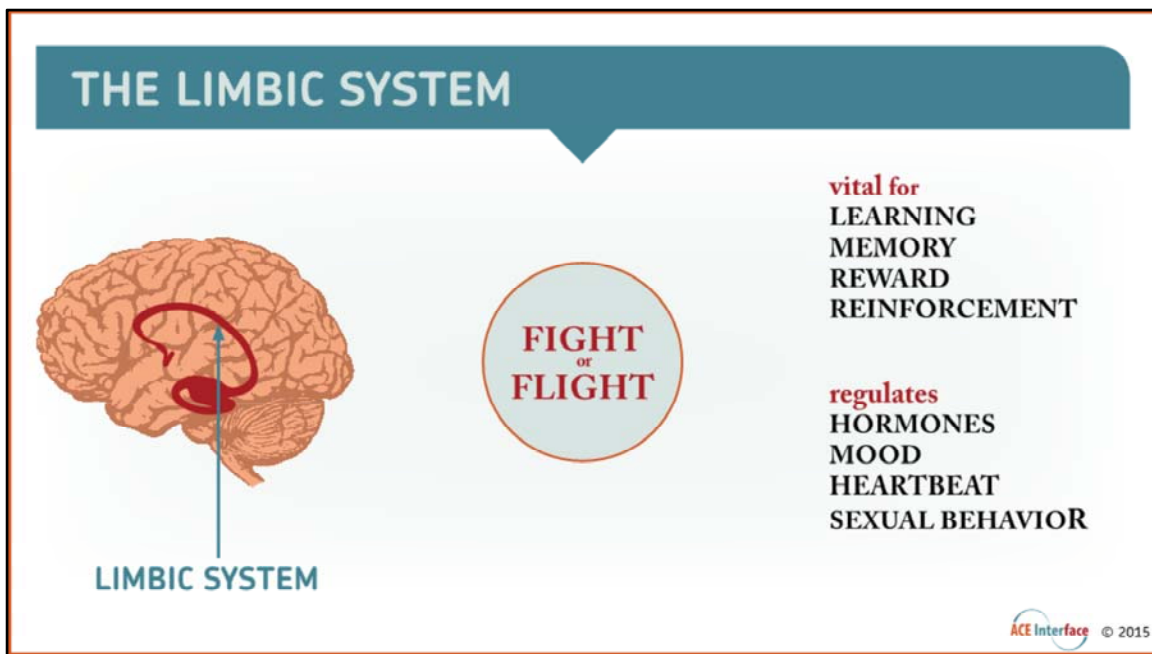 THE LIMBIC SYSTEM
LIMBIC SYSTEM
FIGHT
or
FLIGHT
vital for
LEARNING
MEMORY
REWARD
REINFORCEMENT
regulates
HORMONES
MOOD
HEARTBEAT
SEXUAL BEHAVIOR
ACE Interface © 2015